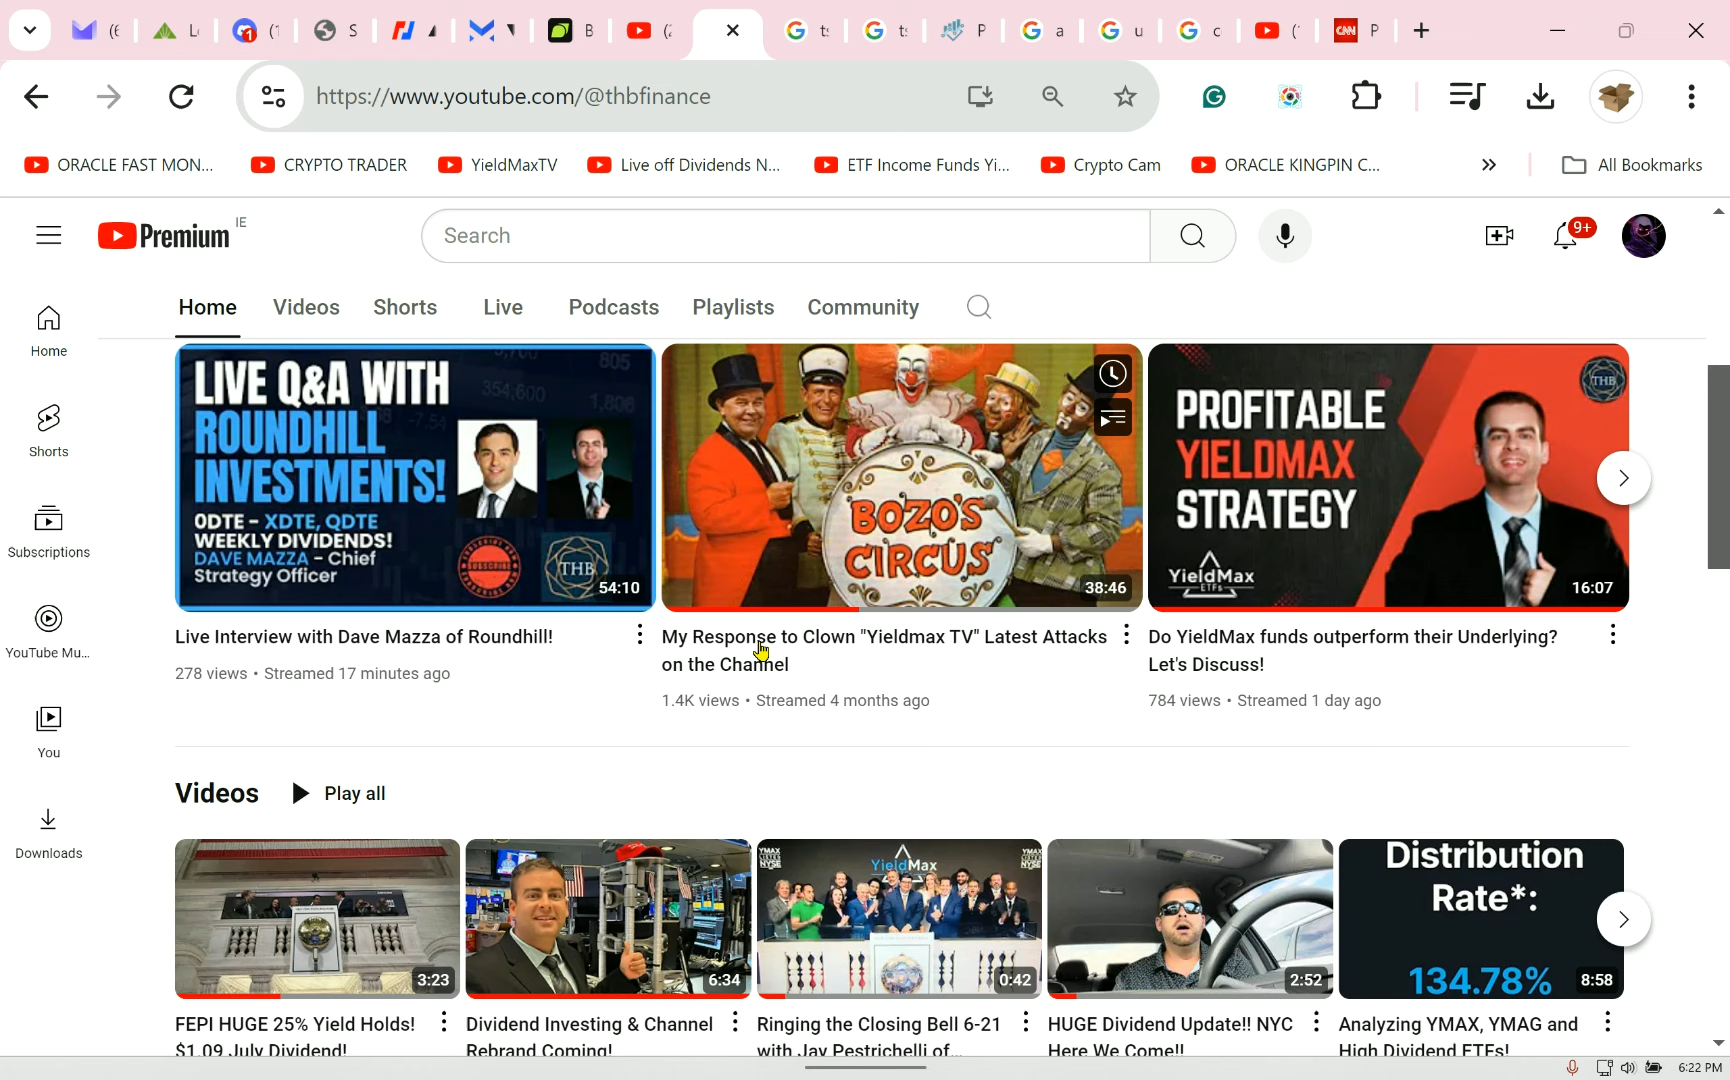 https://www.youtube.com/@thbfinance
ORACLE FAST MON...
CRYPTO TRADER
YieldMaxTV
Live off Dividends N...
ETF Income Funds Yi...
Crypto Cam
ORACLE KINGPIN C...
»
All Bookmarks
Premium IE
Search
9+
Home
Videos
Shorts
Live
Podcasts
Playlists
Community
Home
Shorts
Subscriptions
YouTube Mu...
You
Downloads
LIVE Q&A WITH
ROUNDHILL
INVESTMENTS!
0DTE - XDTE, QDTE
WEEKLY DIVIDENDS!
DAVE MAZZA - Chief
Strategy Officer
SUBSCRIBE
THB
54:10
BOZO'S
CIRCUS
38:46
PROFITABLE
YIELDMAX
STRATEGY
YieldMax
ETFs
THB
16:07
Live Interview with Dave Mazza of Roundhill!
278 views • Streamed 17 minutes ago
My Response to Clown "Yieldmax TV" Latest Attacks
on the Channel
1.4K views • Streamed 4 months ago
Do YieldMax funds outperform their Underlying?
Let's Discuss!
784 views • Streamed 1 day ago
Videos
Play all
3:23
6:34
YieldMax
0:42
2:52
Distribution
Rate*:
134.78%
8:58
FEPI HUGE 25% Yield Holds!
$1.09 July Dividend!
Dividend Investing & Channel
Rebrand Coming!
Ringing the Closing Bell 6-21
with Jay Pestrichelli of...
HUGE Dividend Update!! NYC
Here We Come!!
Analyzing YMAX, YMAG and
High Dividend ETFs!
6:22 PM